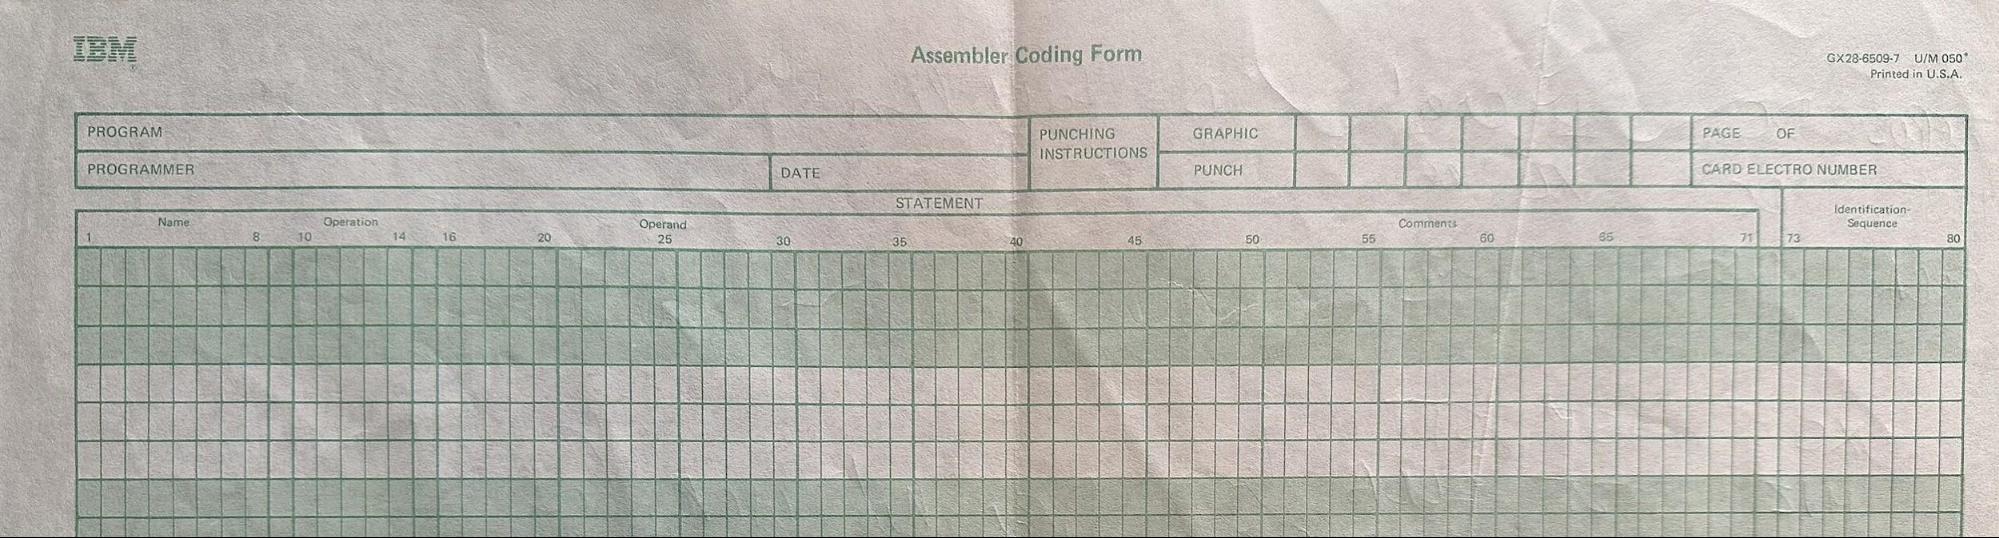 IBM
Assembler Coding Form
GX28-6509-7 U/M 050*
Printed in U.S.A.
PROGRAM
PROGRAMMER
DATE
PUNCHING
INSTRUCTIONS
GRAPHIC
PUNCH
PAGE OF
CARD ELECTRO NUMBER
STATEMENT
Name Operation Operand Comments
Identification-
Sequence
1 8 10 14 16 20 25 30 35 40 45 50 55 60 65 71 73 80